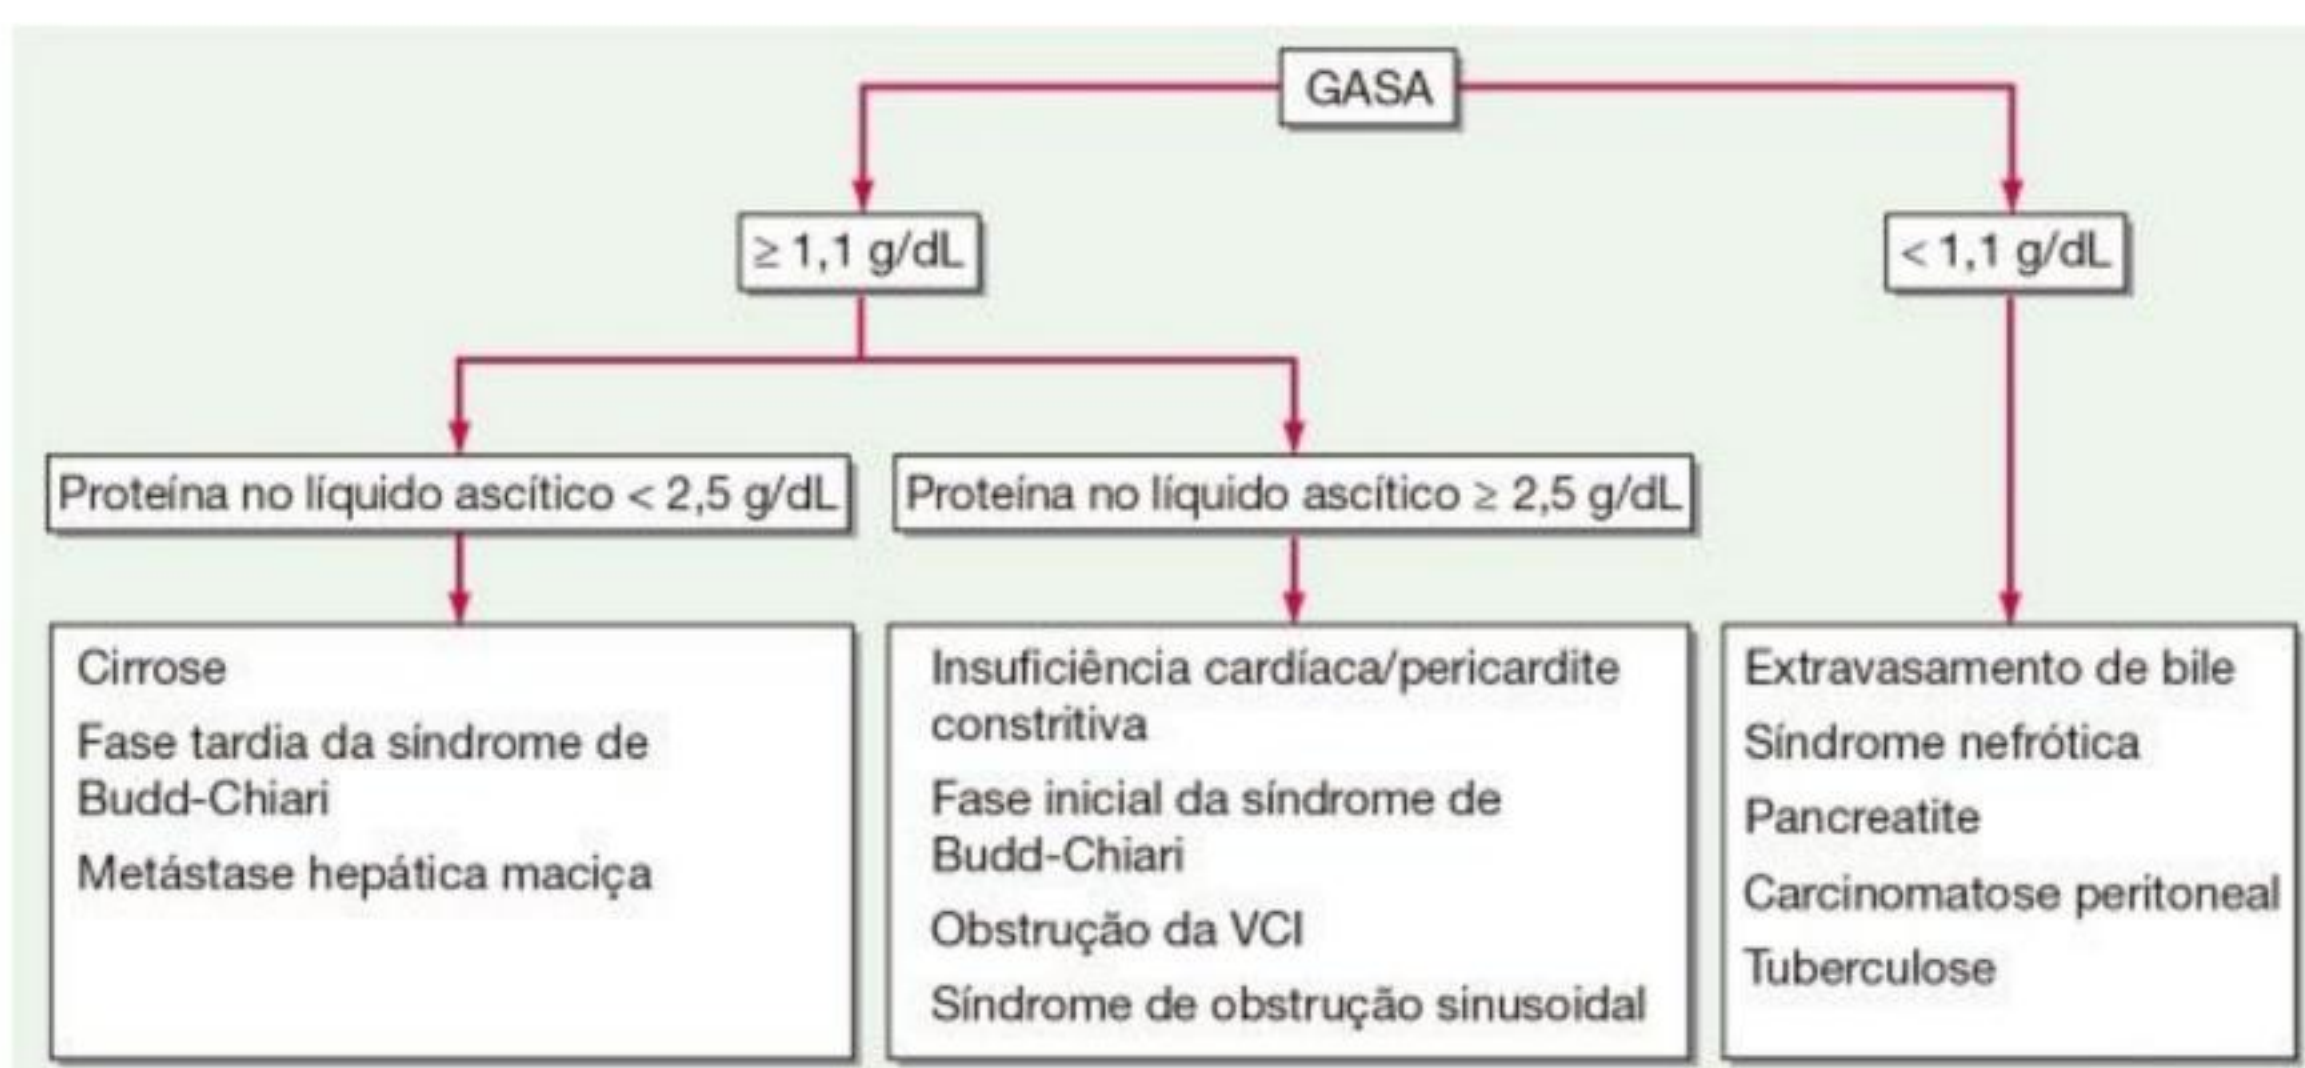 GASA
≥ 1,1 g/dL
< 1,1 g/dL
Proteína no líquido ascítico < 2,5 g/dL
Proteína no líquido ascítico ≥ 2,5 g/dL
Cirrose
Fase tardia da síndrome de
Budd-Chiari
Metástase hepática maciça
Insuficiência cardíaca/pericardite
constritiva
Fase inicial da síndrome de
Budd-Chiari
Obstrução da VCI
Síndrome de obstrução sinusoidal
Extravasamento de bile
Síndrome nefrótica
Pancreatite
Carcinomatose peritoneal
Tuberculose